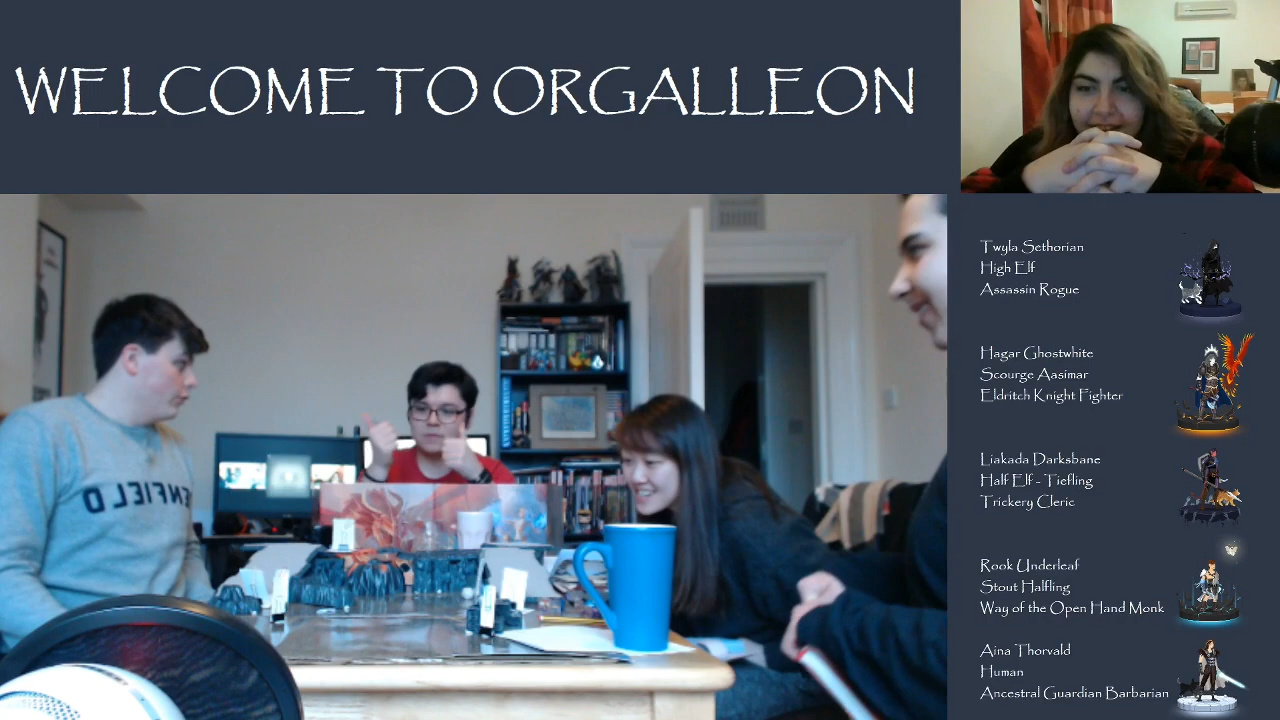 WELCOME TO ORGALLEON
Twyla Sethorian
High Elf
Assassin Rogue
Hagar Ghostwhite
Scourge Aasimar
Eldritch Knight Fighter
Liakada Darksbane
Half Elf - Tiefling
Trickery Cleric
Rook Underleaf
Stout Halfling
Way of the Open Hand Monk
Aina Thorvald
Human
Ancestral Guardian Barbarian
ENFIELD